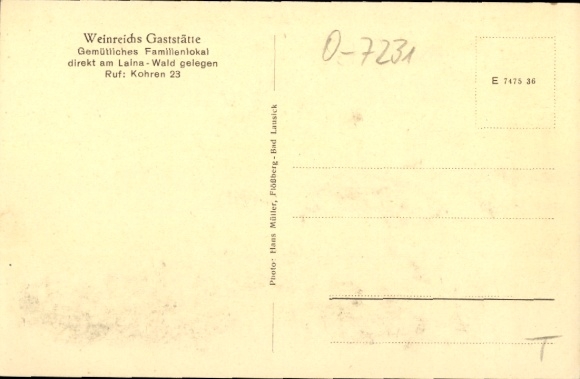 Weinreichs Gaststätte
Gemütliches Familienlokal
direkt am Laina-Wald gelegen
Ruf: Kohren 23
O-7231
E 7475 36
Photo: Hans Müller, Flößberg-Bad Lausick
T